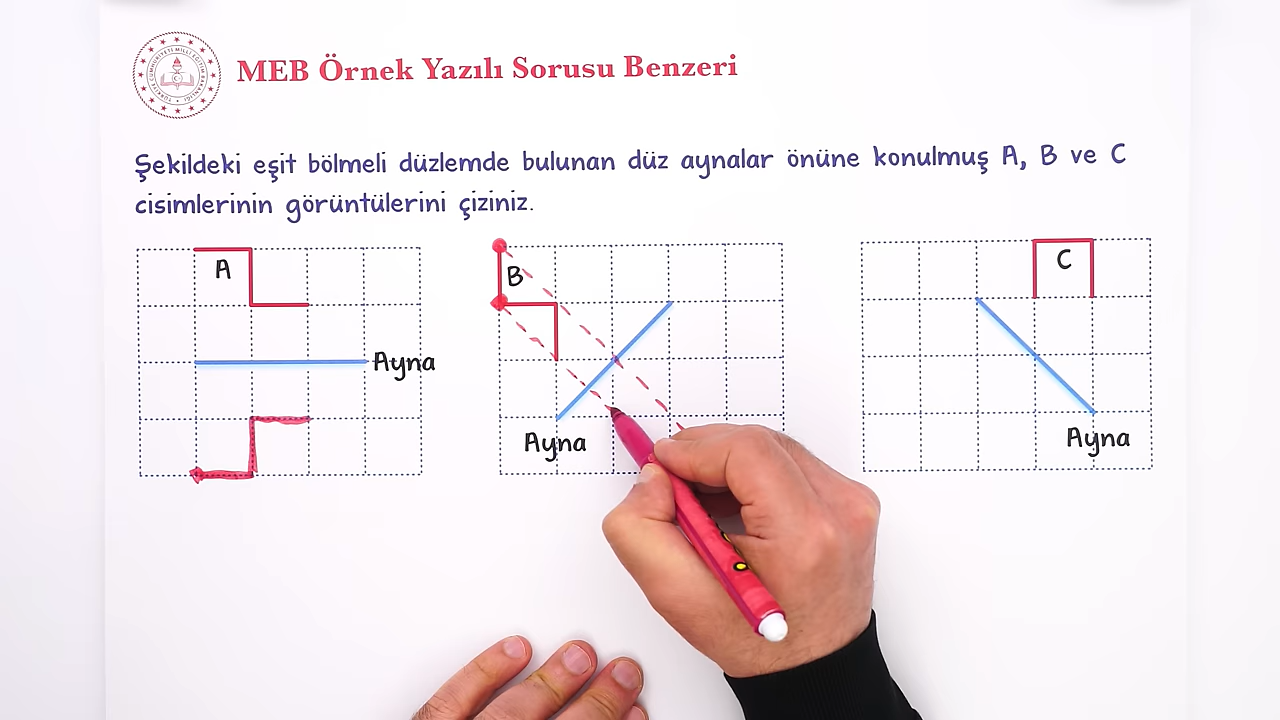 MEB Örnek Yazılı Sorusu Benzeri
Şekildeki eşit bölmeli düzlemde bulunan düz aynalar önüne konulmuş A, B ve C
cisimlerinin görüntülerini çiziniz.
A
Ayna
B
Ayna
C
Ayna